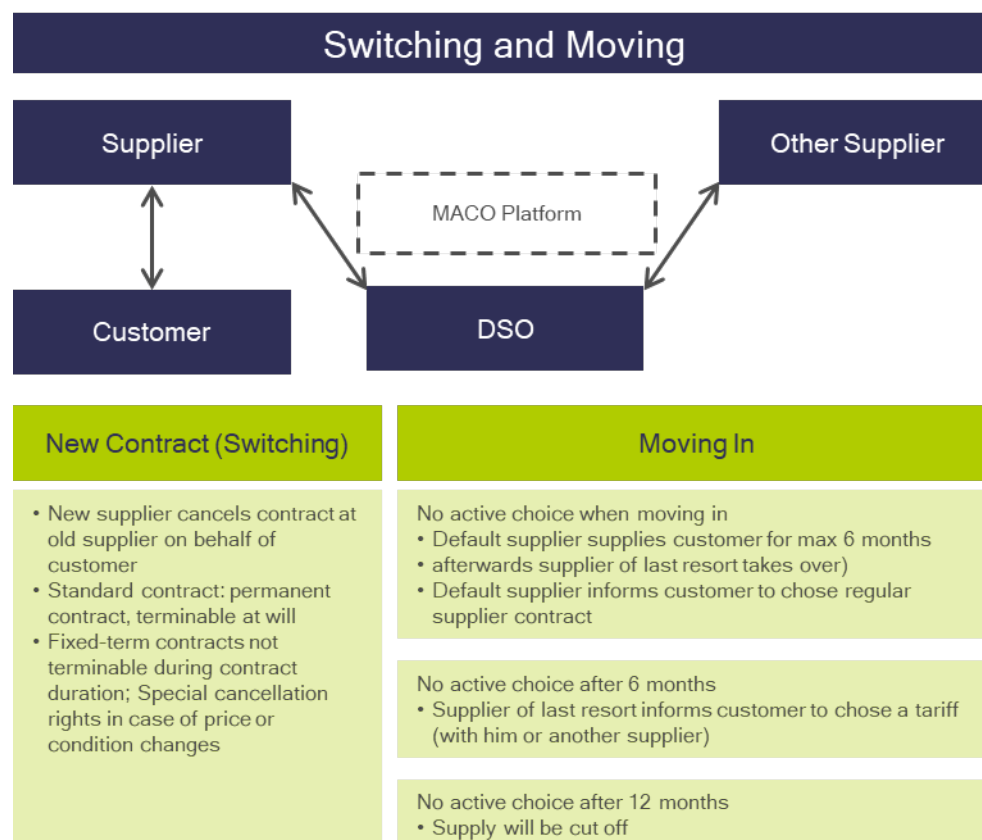 Switching and Moving
Supplier
Other Supplier
MACO Platform
Customer
DSO
New Contract (Switching)
• New supplier cancels contract at
old supplier on behalf of
customer
• Standard contract: permanent
contract, terminable at will
• Fixed-term contracts not
terminable during contract
duration; Special cancellation
rights in case of price or
condition changes
Moving In
No active choice when moving in
• Default supplier supplies customer for max 6 months
• afterwards supplier of last resort takes over)
• Default supplier informs customer to chose regular
supplier contract
No active choice after 6 months
• Supplier of last resort informs customer to chose a tariff
(with him or another supplier)
No active choice after 12 months
• Supply will be cut off